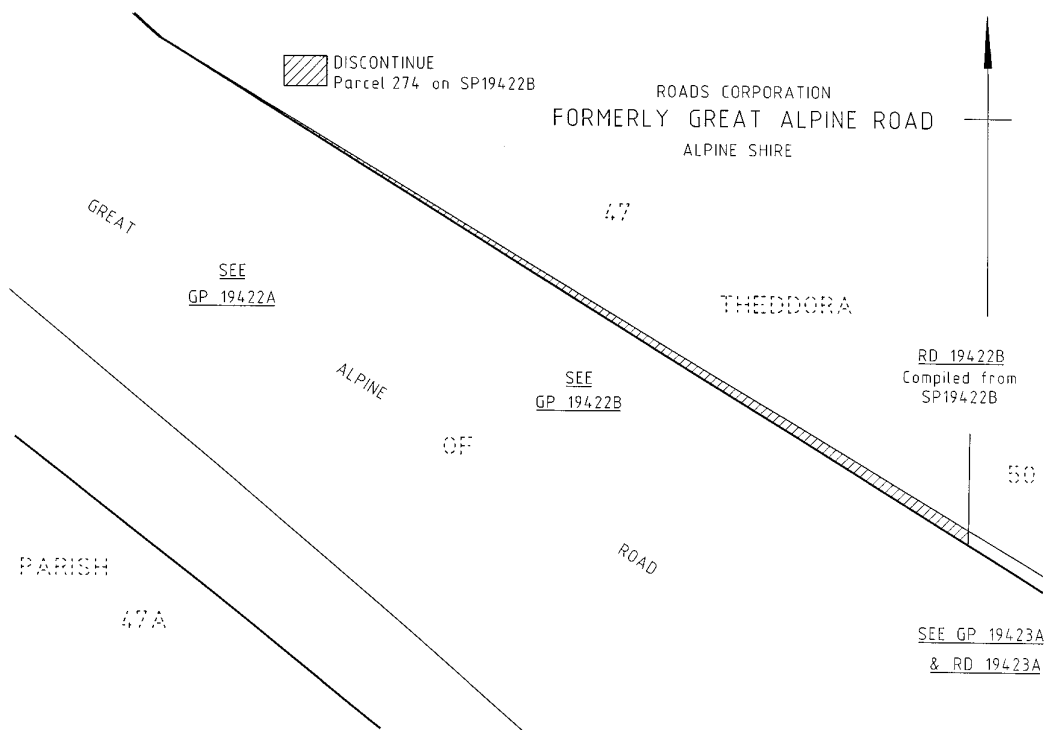 DISCONTINUE
Parcel 274 on SP19422B
ROADS CORPORATION
FORMERLY GREAT ALPINE ROAD
ALPINE SHIRE
GREAT
47
SEE
GP 19422A
THEDDORA
RD 19422B
Compiled from
SP19422B
ALPINE
SEE
GP 19422B
OF
50
ROAD
PARISH
47A
SEE GP 19423A
& RD 19423A